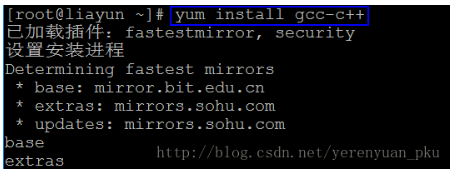 [root@liayun ~]# yum install gcc-c++
已加载插件：fastestmirror, security
设置安装进程
Determining fastest mirrors
 * base: mirror.bit.edu.cn
 * extras: mirrors.sohu.com
 * updates: mirrors.sohu.com
base
extras
http://blog.csdn.net/yerenyuan_pku